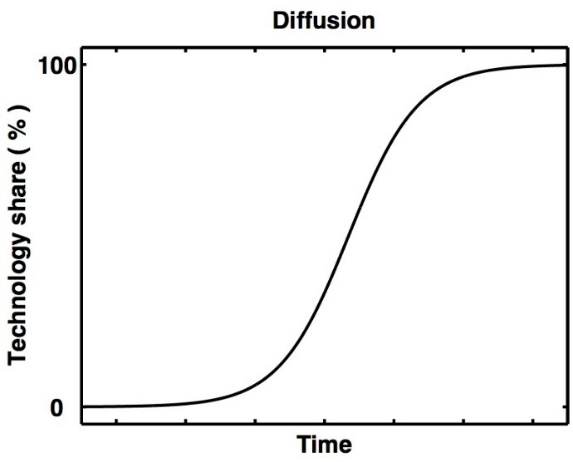 Diffusion
100
Technology share ( % )
0
Time